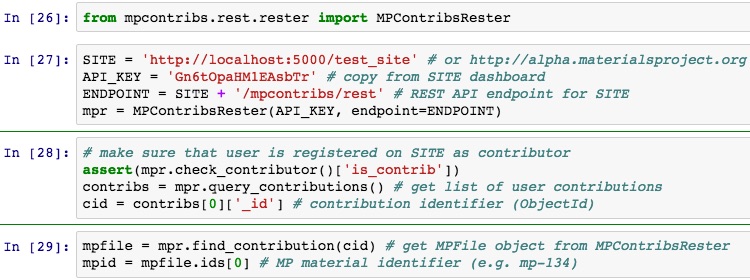 In [26]: from mpcontribs.rest.rester import MPContribsRester
In [27]: SITE = 'http://localhost:5000/test_site' # or http://alpha.materialsproject.org
API_KEY = 'Gn6tOpaHM1EAsbTr' # copy from SITE dashboard
ENDPOINT = SITE + '/mpcontribs/rest' # REST API endpoint for SITE
mpr = MPContribsRester(API_KEY, endpoint=ENDPOINT)
In [28]: # make sure that user is registered on SITE as contributor
assert(mpr.check_contributor()['is_contrib'])
contribs = mpr.query_contributions() # get list of user contributions
cid = contribs[0]['_id'] # contribution identifier (ObjectId)
In [29]: mpfile = mpr.find_contribution(cid) # get MPFile object from MPContribsRester
mpid = mpfile.ids[0] # MP material identifier (e.g. mp-134)